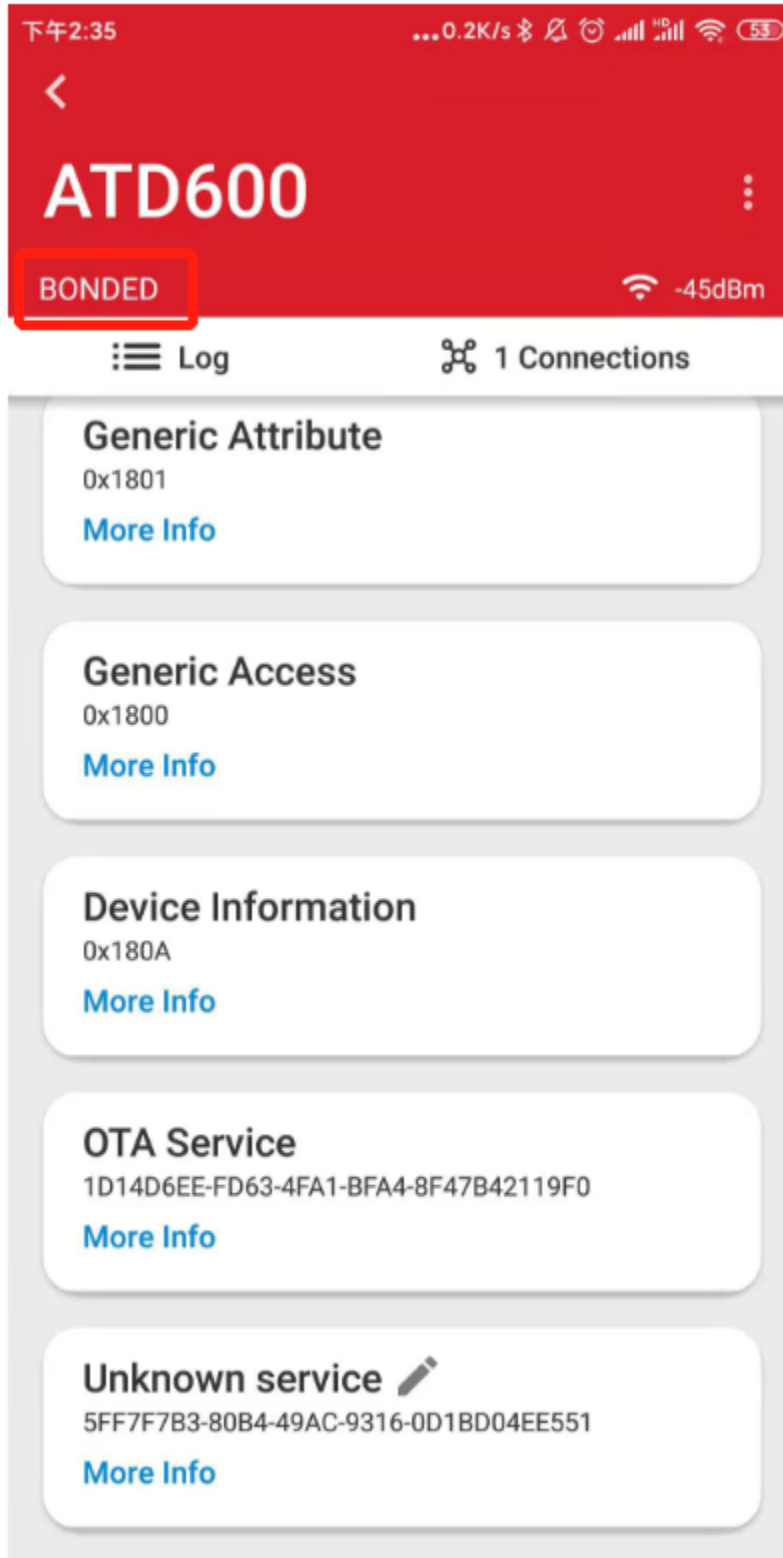 下午2:35 ...0.2K/s HD 53
ATD600
BONDED -45dBm
Log 1 Connections
Generic Attribute
0x1801
More Info
Generic Access
0x1800
More Info
Device Information
0x180A
More Info
OTA Service
1D14D6EE-FD63-4FA1-BFA4-8F47B42119F0
More Info
Unknown service
5FF7F7B3-80B4-49AC-9316-0D1BD04EE551
More Info